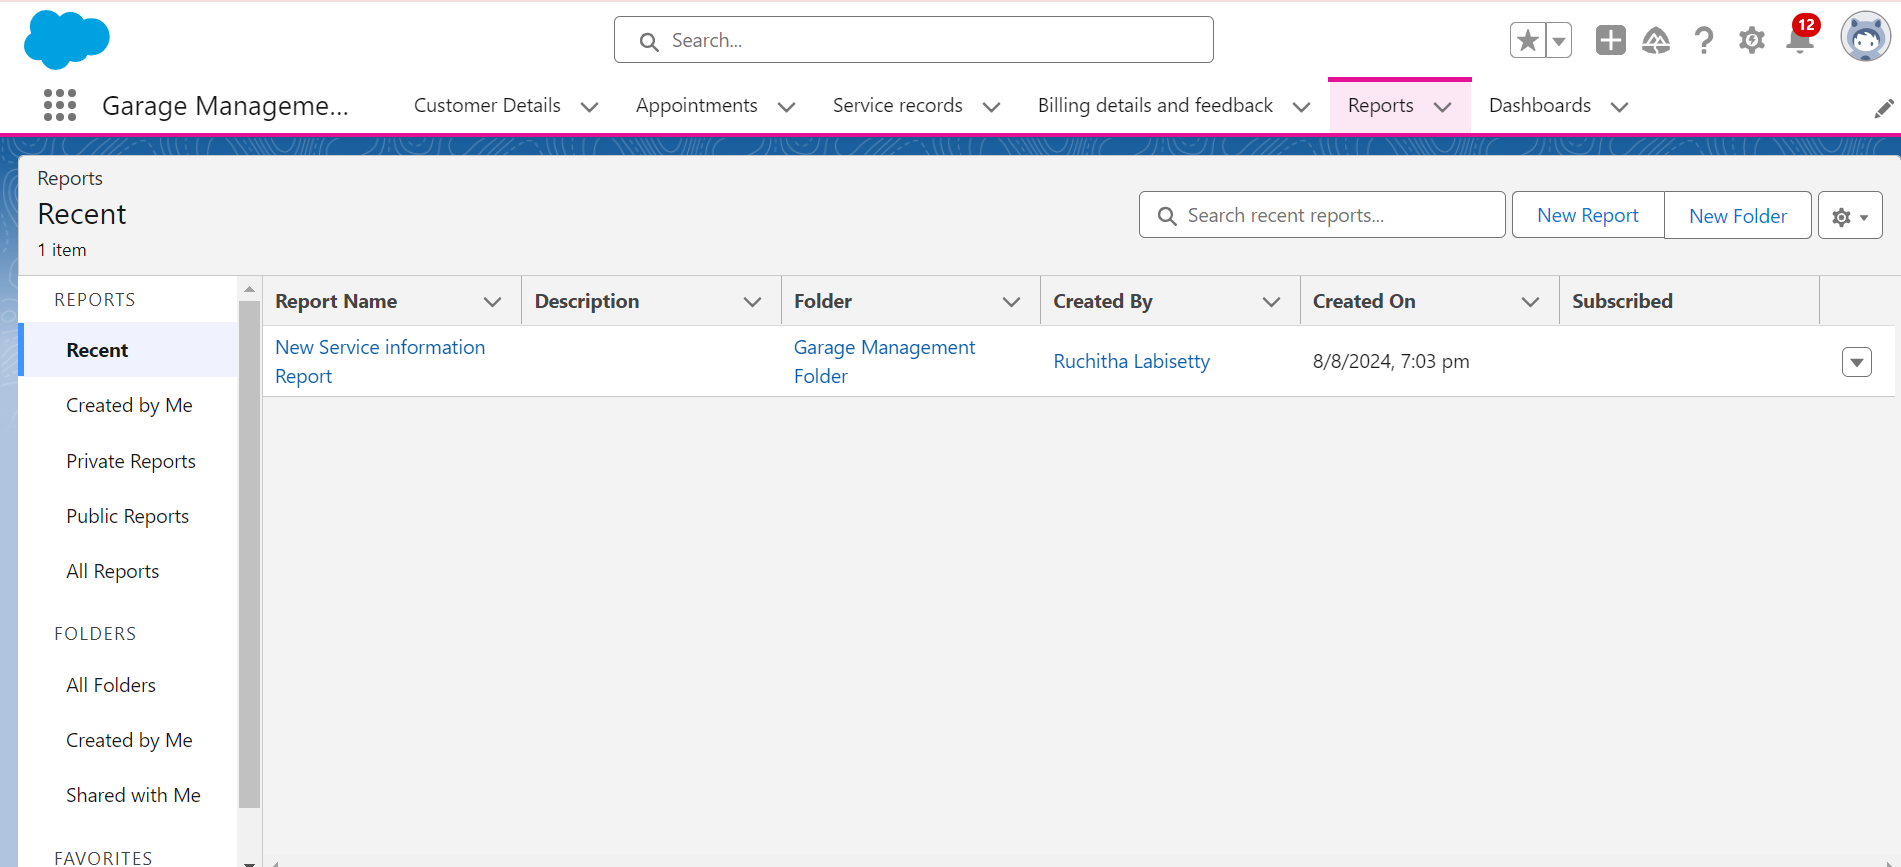 Search...
12
Garage Manageme...
Customer Details
Appointments
Service records
Billing details and feedback
Reports
Dashboards
Reports
Recent
1 item
Search recent reports...
New Report
New Folder
REPORTS
Recent
Created by Me
Private Reports
Public Reports
All Reports
FOLDERS
All Folders
Created by Me
Shared with Me
FAVORITES
Report Name
Description
Folder
Created By
Created On
Subscribed
New Service information
Report
Garage Management
Folder
Ruchitha Labisetty
8/8/2024, 7:03 pm